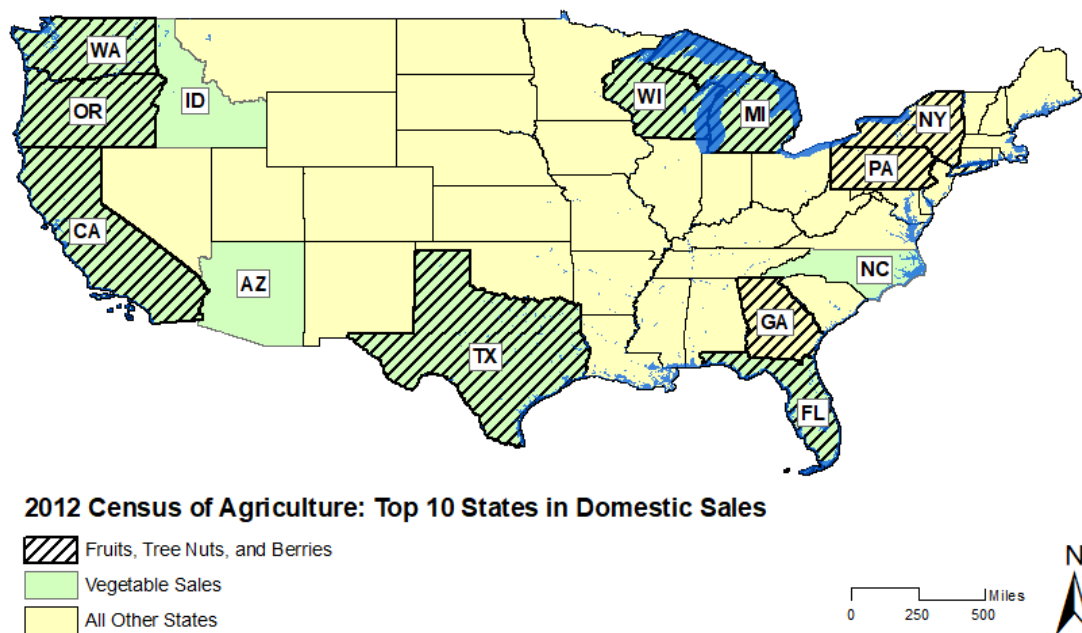 WA
OR
ID
WI
MI
NY
PA
CA
AZ
NC
TX
GA
FL
2012 Census of Agriculture: Top 10 States in Domestic Sales
Fruits, Tree Nuts, and Berries
Vegetable Sales
All Other States
N
Miles
0 250 500